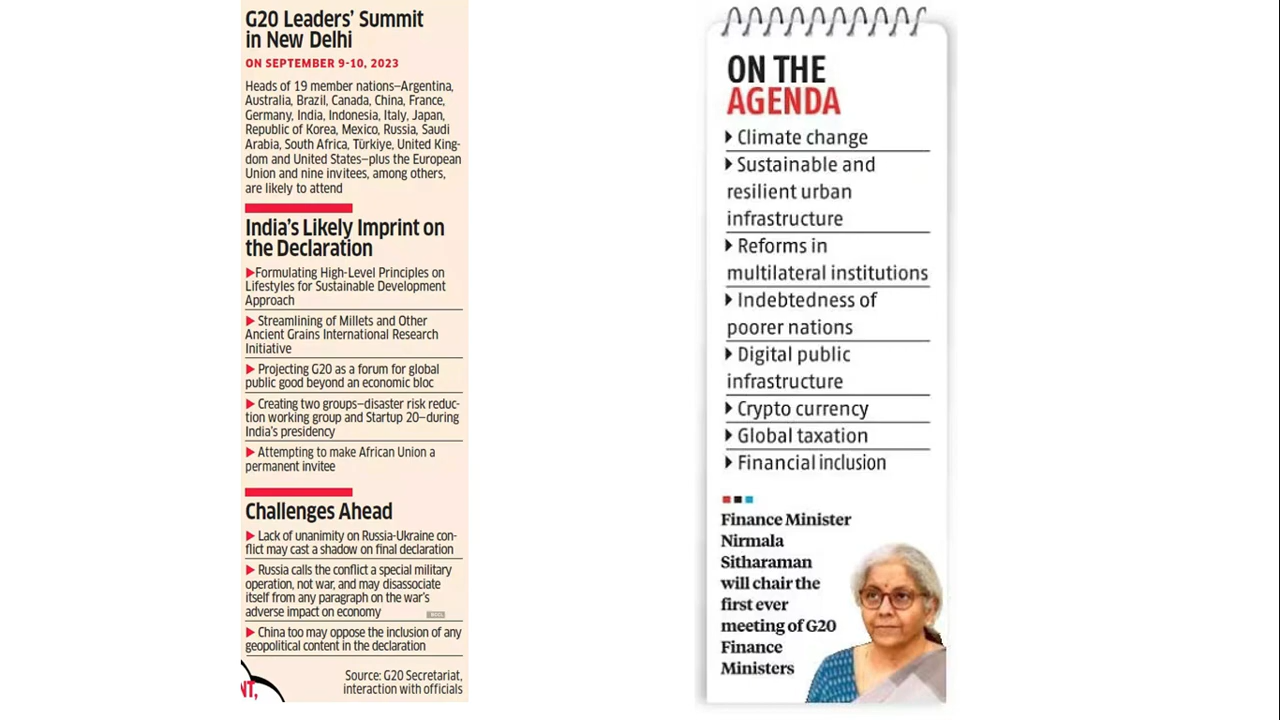 G20 Leaders' Summit
in New Delhi
ON SEPTEMBER 9-10, 2023
Heads of 19 member nations—Argentina,
Australia, Brazil, Canada, China, France,
Germany, India, Indonesia, Italy, Japan,
Republic of Korea, Mexico, Russia, Saudi
Arabia, South Africa, Türkiye, United King-
dom and United States—plus the European
Union and nine invitees, among others,
are likely to attend
India's Likely Imprint on
the Declaration
▶Formulating High-Level Principles on
Lifestyles for Sustainable Development
Approach
▶ Streamlining of Millets and Other
Ancient Grains International Research
Initiative
▶ Projecting G20 as a forum for global
public good beyond an economic bloc
▶ Creating two groups—disaster risk reduc-
tion working group and Startup 20—during
India's presidency
▶ Attempting to make African Union a
permanent invitee
Challenges Ahead
▶ Lack of unanimity on Russia-Ukraine con-
flict may cast a shadow on final declaration
▶ Russia calls the conflict a special military
operation, not war, and may disassociate
itself from any paragraph on the war's
adverse impact on economy
▶ China too may oppose the inclusion of any
geopolitical content in the declaration
Source: G20 Secretariat,
interaction with officials
NT,
ON THE
AGENDA
▶ Climate change
▶ Sustainable and
resilient urban
infrastructure
▶ Reforms in
multilateral institutions
▶ Indebtedness of
poorer nations
▶ Digital public
infrastructure
▶ Crypto currency
▶ Global taxation
▶ Financial inclusion
Finance Minister
Nirmala
Sitharaman
will chair the
first ever
meeting of G20
Finance
Ministers